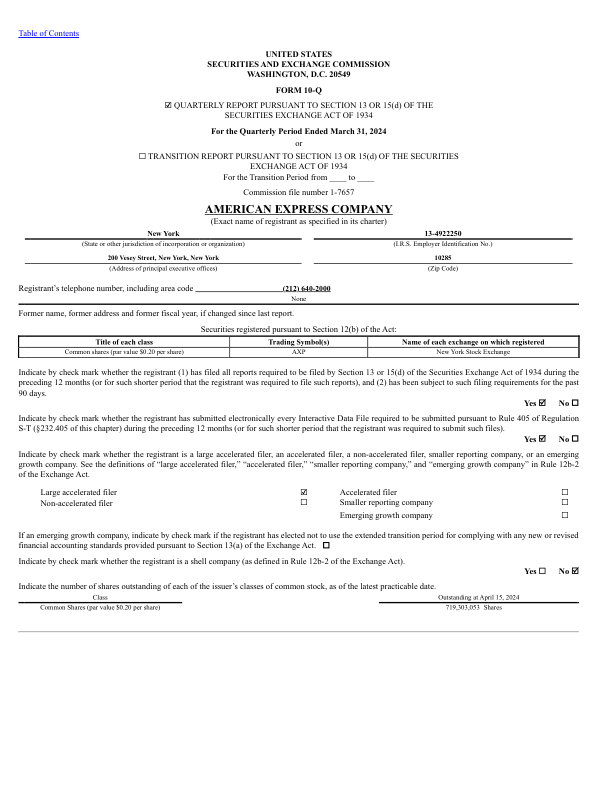 Table of Contents
UNITED STATES
SECURITIES AND EXCHANGE COMMISSION
WASHINGTON, D.C. 20549
FORM 10-Q
☑ QUARTERLY REPORT PURSUANT TO SECTION 13 OR 15(d) OF THE
SECURITIES EXCHANGE ACT OF 1934
For the Quarterly Period Ended March 31, 2024
or
☐ TRANSITION REPORT PURSUANT TO SECTION 13 OR 15(d) OF THE SECURITIES
EXCHANGE ACT OF 1934
For the Transition Period from ____ to ____
Commission file number 1-7657
AMERICAN EXPRESS COMPANY
(Exact name of registrant as specified in its charter)
New York 13-4922250
(State or other jurisdiction of incorporation or organization) (I.R.S. Employer Identification No.)
200 Vesey Street, New York, New York 10285
(Address of principal executive offices) (Zip Code)
Registrant's telephone number, including area code (212) 640-2000
None
Former name, former address and former fiscal year, if changed since last report.
Securities registered pursuant to Section 12(b) of the Act:
Title of each class Trading Symbol(s) Name of each exchange on which registered
Common shares (par value $0.20 per share) AXP New York Stock Exchange
Indicate by check mark whether the registrant (1) has filed all reports required to be filed by Section 13 or 15(d) of the Securities Exchange Act of 1934 during the
preceding 12 months (or for such shorter period that the registrant was required to file such reports), and (2) has been subject to such filing requirements for the past
90 days.
Yes ☑ No ☐
Indicate by check mark whether the registrant has submitted electronically every Interactive Data File required to be submitted pursuant to Rule 405 of Regulation
S-T (§232.405 of this chapter) during the preceding 12 months (or for such shorter period that the registrant was required to submit such files).
Yes ☑ No ☐
Indicate by check mark whether the registrant is a large accelerated filer, an accelerated filer, a non-accelerated filer, smaller reporting company, or an emerging
growth company. See the definitions of "large accelerated filer," "accelerated filer," "smaller reporting company," and "emerging growth company" in Rule 12b-2
of the Exchange Act.
Large accelerated filer ☑ Accelerated filer ☐
Non-accelerated filer ☐ Smaller reporting company ☐
Emerging growth company ☐
If an emerging growth company, indicate by check mark if the registrant has elected not to use the extended transition period for complying with any new or revised
financial accounting standards provided pursuant to Section 13(a) of the Exchange Act. ☐
Indicate by check mark whether the registrant is a shell company (as defined in Rule 12b-2 of the Exchange Act).
Yes ☐ No ☑
Indicate the number of shares outstanding of each of the issuer's classes of common stock, as of the latest practicable date.
Class Outstanding at April 15, 2024
Common Shares (par value $0.20 per share) 719,303,053 Shares